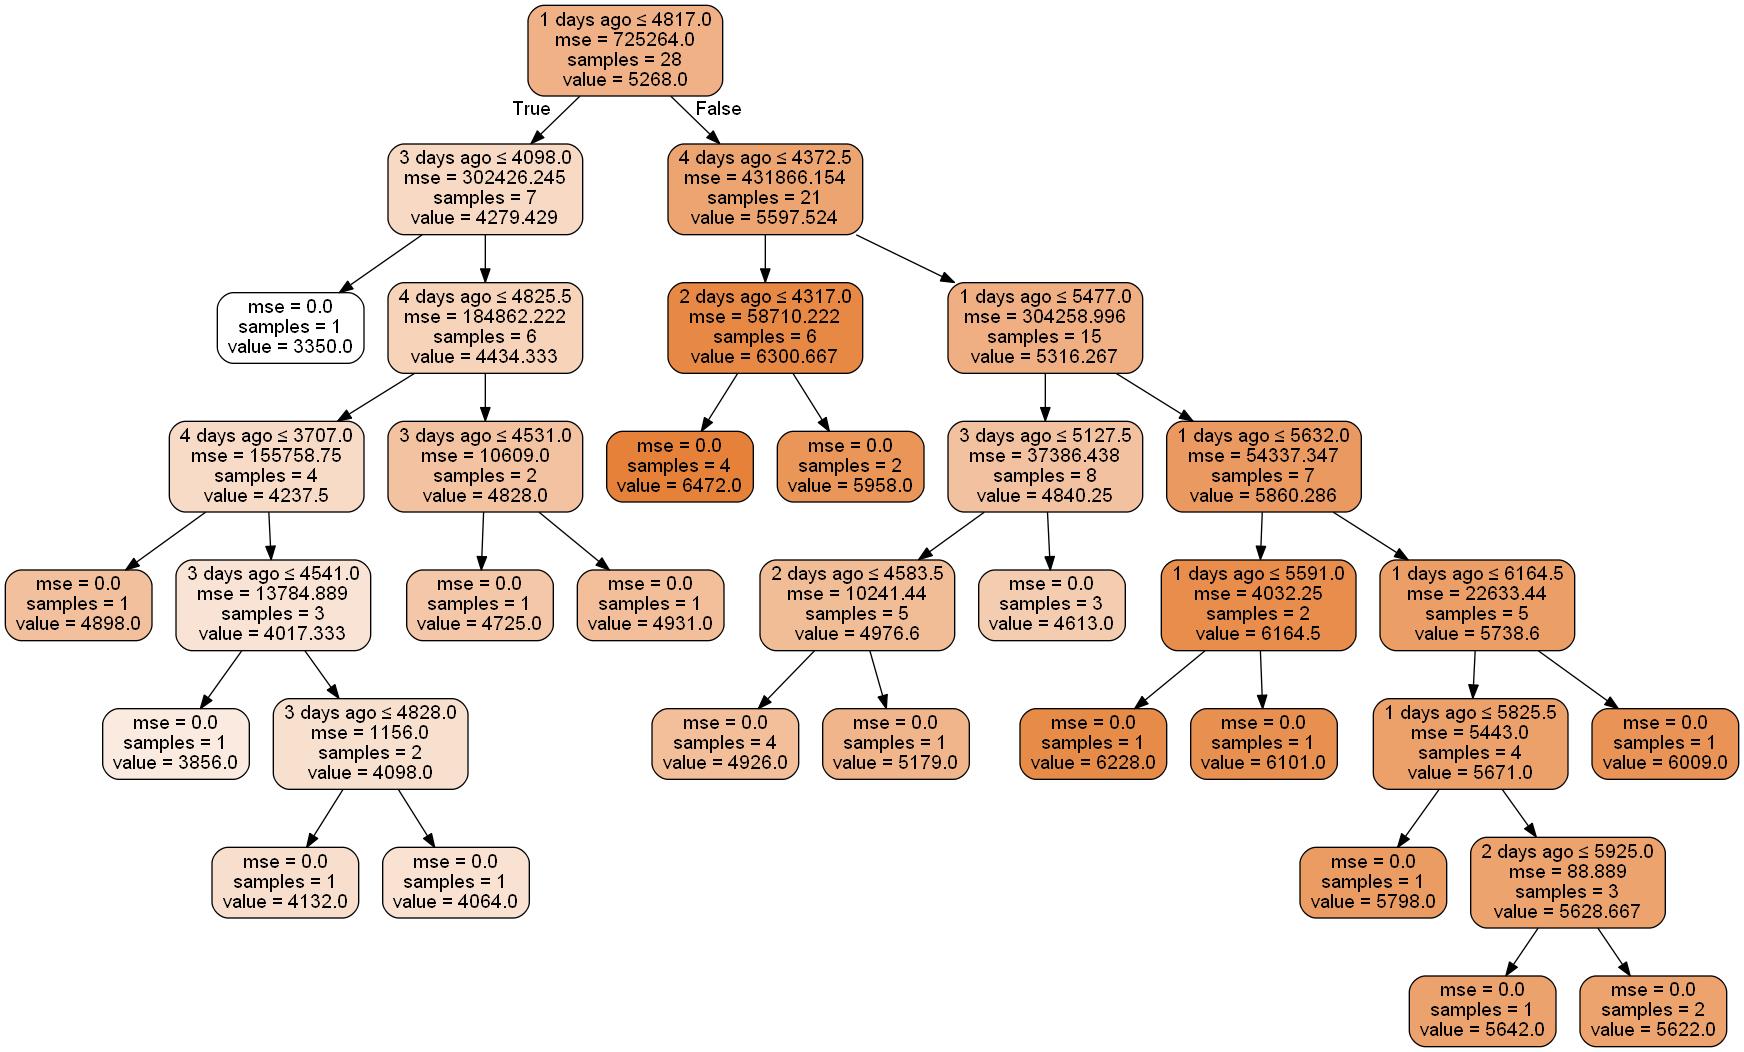 1 days ago ≤ 4817.0
mse = 725264.0
samples = 28
value = 5268.0
True
False
3 days ago ≤ 4098.0
mse = 302426.245
samples = 7
value = 4279.429
4 days ago ≤ 4372.5
mse = 431866.154
samples = 21
value = 5597.524
mse = 0.0
samples = 1
value = 3350.0
4 days ago ≤ 4825.5
mse = 184862.222
samples = 6
value = 4434.333
2 days ago ≤ 4317.0
mse = 58710.222
samples = 6
value = 6300.667
1 days ago ≤ 5477.0
mse = 304258.996
samples = 15
value = 5316.267
4 days ago ≤ 3707.0
mse = 155758.75
samples = 4
value = 4237.5
3 days ago ≤ 4531.0
mse = 10609.0
samples = 2
value = 4828.0
mse = 0.0
samples = 4
value = 6472.0
mse = 0.0
samples = 2
value = 5958.0
3 days ago ≤ 5127.5
mse = 37386.438
samples = 8
value = 4840.25
1 days ago ≤ 5632.0
mse = 54337.347
samples = 7
value = 5860.286
mse = 0.0
samples = 1
value = 4898.0
3 days ago ≤ 4541.0
mse = 13784.889
samples = 3
value = 4017.333
mse = 0.0
samples = 1
value = 4725.0
mse = 0.0
samples = 1
value = 4931.0
2 days ago ≤ 4583.5
mse = 10241.44
samples = 5
value = 4976.6
mse = 0.0
samples = 3
value = 4613.0
1 days ago ≤ 5591.0
mse = 4032.25
samples = 2
value = 6164.5
1 days ago ≤ 6164.5
mse = 22633.44
samples = 5
value = 5738.6
mse = 0.0
samples = 1
value = 3856.0
3 days ago ≤ 4828.0
mse = 1156.0
samples = 2
value = 4098.0
mse = 0.0
samples = 4
value = 4926.0
mse = 0.0
samples = 1
value = 5179.0
mse = 0.0
samples = 1
value = 6228.0
mse = 0.0
samples = 1
value = 6101.0
1 days ago ≤ 5825.5
mse = 5443.0
samples = 4
value = 5671.0
mse = 0.0
samples = 1
value = 6009.0
mse = 0.0
samples = 1
value = 4132.0
mse = 0.0
samples = 1
value = 4064.0
mse = 0.0
samples = 1
value = 5798.0
2 days ago ≤ 5925.0
mse = 88.889
samples = 3
value = 5628.667
mse = 0.0
samples = 1
value = 5642.0
mse = 0.0
samples = 2
value = 5622.0